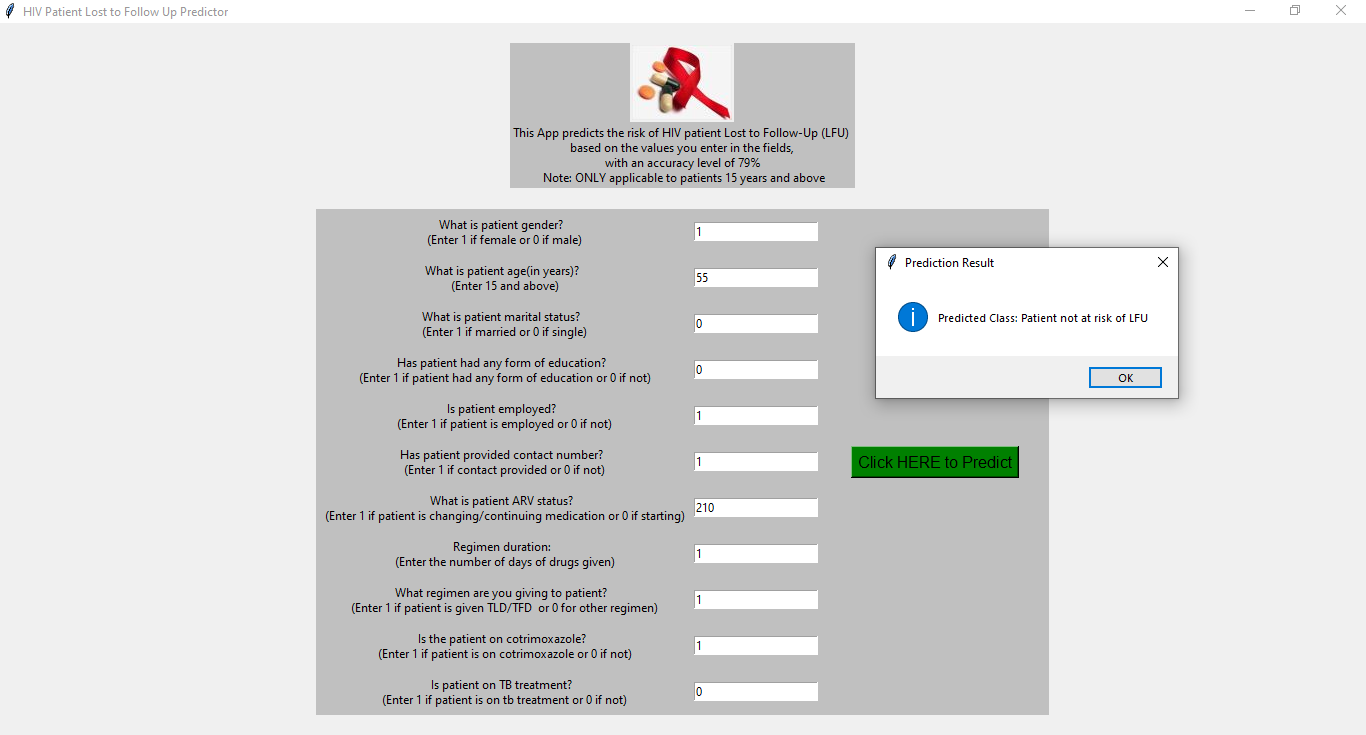 HIV Patient Lost to Follow Up Predictor
This App predicts the risk of HIV patient Lost to Follow-Up (LFU)
based on the values you enter in the fields,
with an accuracy level of 79%
Note: ONLY applicable to patients 15 years and above
What is patient gender?
(Enter 1 if female or 0 if male)
1
What is patient age(in years)?
(Enter 15 and above)
55
What is patient marital status?
(Enter 1 if married or 0 if single)
0
Has patient had any form of education?
(Enter 1 if patient had any form of education or 0 if not)
0
Is patient employed?
(Enter 1 if patient is employed or 0 if not)
1
Has patient provided contact number?
(Enter 1 if contact provided or 0 if not)
1
What is patient ARV status?
(Enter 1 if patient is changing/continuing medication or 0 if starting)
210
Regimen duration:
(Enter the number of days of drugs given)
1
What regimen are you giving to patient?
(Enter 1 if patient is given TLD/TFD  or 0 for other regimen)
1
Is the patient on cotrimoxazole?
(Enter 1 if patient is on cotrimoxazole or 0 if not)
1
Is patient on TB treatment?
(Enter 1 if patient is on tb treatment or 0 if not)
0
Click HERE to Predict
Prediction Result
Predicted Class: Patient not at risk of LFU
OK